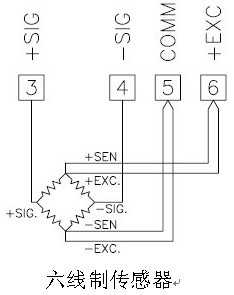 +SIG
-SIG
COMM
+EXC
3
4
5
6
+SEN
+EXC.
+SIG.
-SIG.
-SEN
-EXC.
六线制传感器